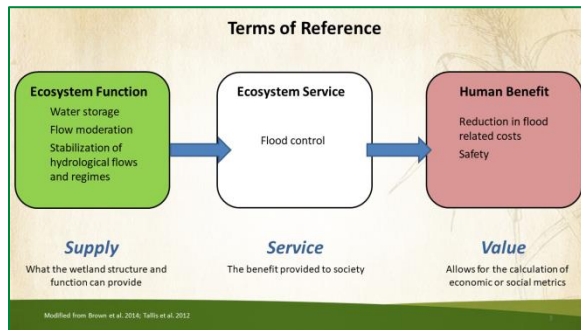 Terms of Reference
Ecosystem Function
Water storage
Flow moderation
Stabilization of
hydrological flows
and regimes
Ecosystem Service
Flood control
Human Benefit
Reduction in flood
related costs
Safety
Supply
What the wetland structure and
function can provide
Service
The benefit provided to society
Value
Allows for the calculation of
economic or social metrics
Modified from Brown et al. 2014; Tallis et al. 2012